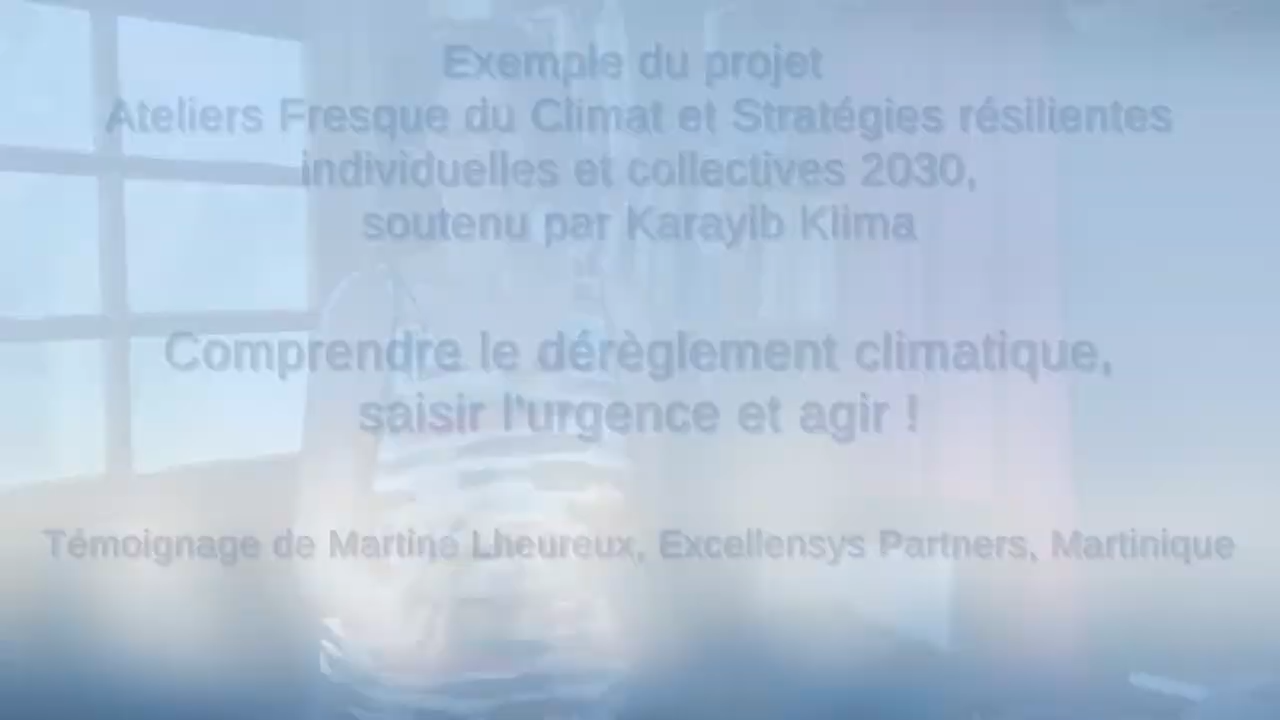 Exemple du projet
Ateliers Fresque du Climat et Stratégies résilientes
individuelles et collectives 2030,
soutenu par Karayib Klima
Comprendre le dérèglement climatique,
saisir l'urgence et agir !
Témoignage de Martine Lheureux, Excellensys Partners, Martinique